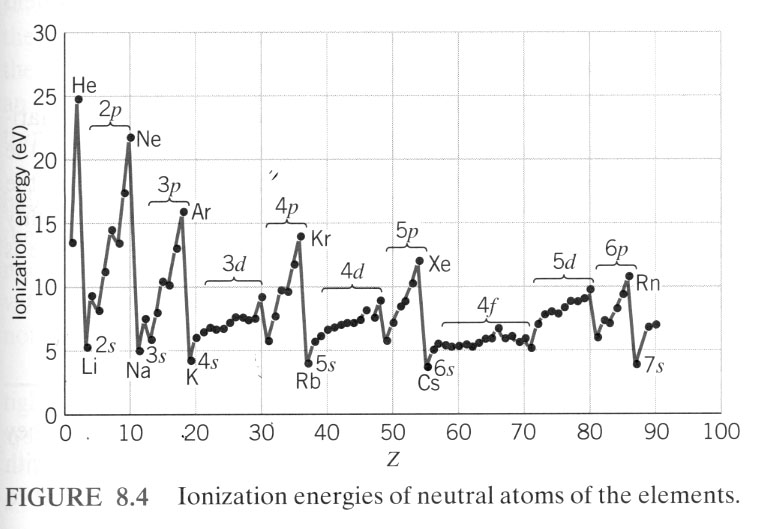 30
25
20
15
10
5
0
Ionization energy (eV)
He
2p
Ne
3p
Ar
4p
Kr
5p
Xe
3d
4d
4f
5d
6p
Rn
Li
2s
Na
3s
K
4s
Rb
5s
Cs
6s
7s
0 10 20 30 40 50 60 70 80 90 100
Z
FIGURE 8.4 Ionization energies of neutral atoms of the elements.